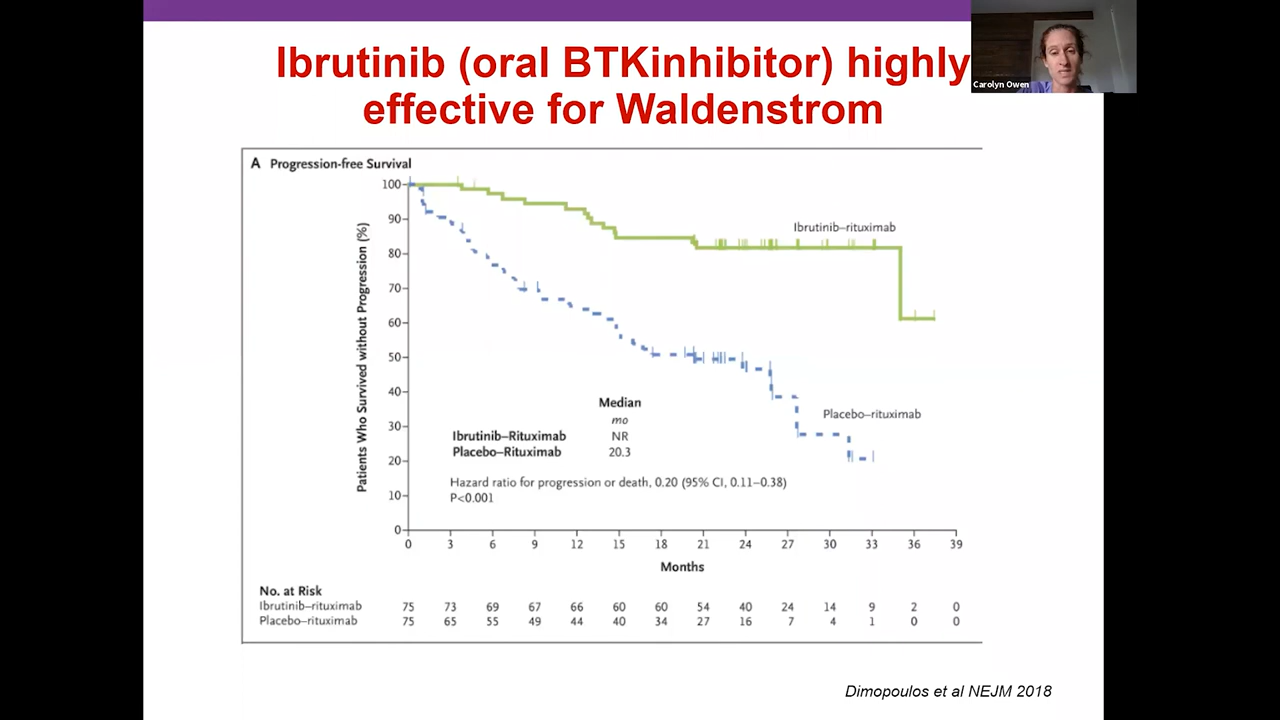 Ibrutinib (oral BTKinhibitor) highly
effective for Waldenstrom
Carolyn Owen
A Progression-free Survival
Patients Who Survived without Progression (%)
100
90
80
70
60
50
40
30
20
10
0
Ibrutinib–rituximab
Placebo–rituximab
Median
mo
Ibrutinib–Rituximab NR
Placebo–Rituximab 20.3
Hazard ratio for progression or death, 0.20 (95% CI, 0.11–0.38)
P<0.001
0 3 6 9 12 15 18 21 24 27 30 33 36 39
Months
No. at Risk
Ibrutinib–rituximab 75 73 69 67 66 60 60 54 40 24 14 9 2 0
Placebo–rituximab 75 65 55 49 44 40 34 27 16 7 4 1 0 0
Dimopoulos et al NEJM 2018